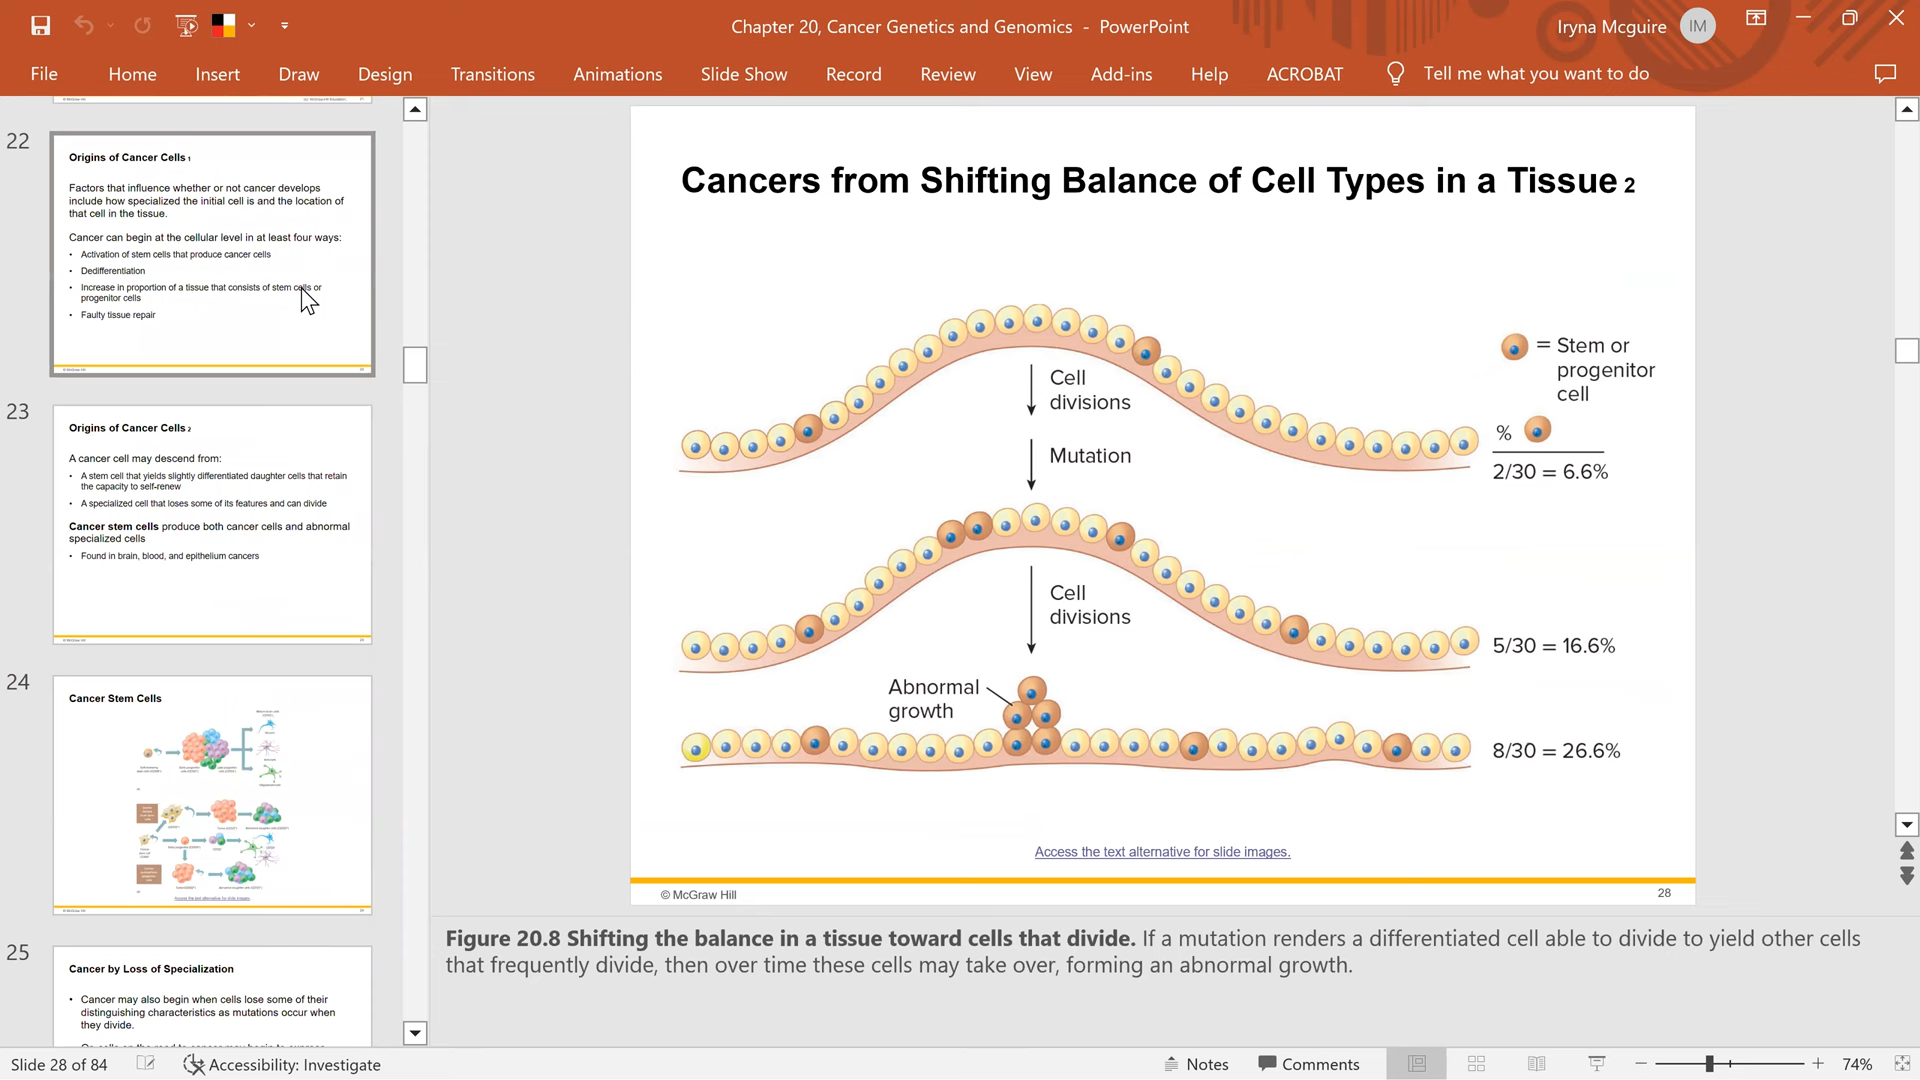 Chapter 20, Cancer Genetics and Genomics - PowerPoint
Iryna Mcguire
IM
File
Home
Insert
Draw
Design
Transitions
Animations
Slide Show
Record
Review
View
Add-ins
Help
ACROBAT
Tell me what you want to do
22
Origins of Cancer Cells 1
Factors that influence whether or not cancer develops
include how specialized the initial cell is and the location of
that cell in the tissue.
Cancer can begin at the cellular level in at least four ways:
• Activation of stem cells that produce cancer cells
• Dedifferentiation
• Increase in proportion of a tissue that consists of stem cells or
progenitor cells
• Faulty tissue repair
23
Origins of Cancer Cells 2
A cancer cell may descend from:
• A stem cell that yields slightly differentiated daughter cells that retain
the capacity to self-renew
• A specialized cell that loses some of its features and can divide
Cancer stem cells produce both cancer cells and abnormal
specialized cells
• Found in brain, blood, and epithelium cancers
24
Cancer Stem Cells
Access the text alternative for slide images.
25
Cancer by Loss of Specialization
• Cancer may also begin when cells lose some of their
distinguishing characteristics as mutations occur when
they divide.
Cancers from Shifting Balance of Cell Types in a Tissue 2
Cell
divisions
Mutation
= Stem or
progenitor
cell
%
2/30 = 6.6%
Cell
divisions
5/30 = 16.6%
Abnormal
growth
8/30 = 26.6%
Access the text alternative for slide images.
© McGraw Hill
28
Figure 20.8 Shifting the balance in a tissue toward cells that divide. If a mutation renders a differentiated cell able to divide to yield other cells
that frequently divide, then over time these cells may take over, forming an abnormal growth.
Slide 28 of 84
Accessibility: Investigate
Notes
Comments
74%